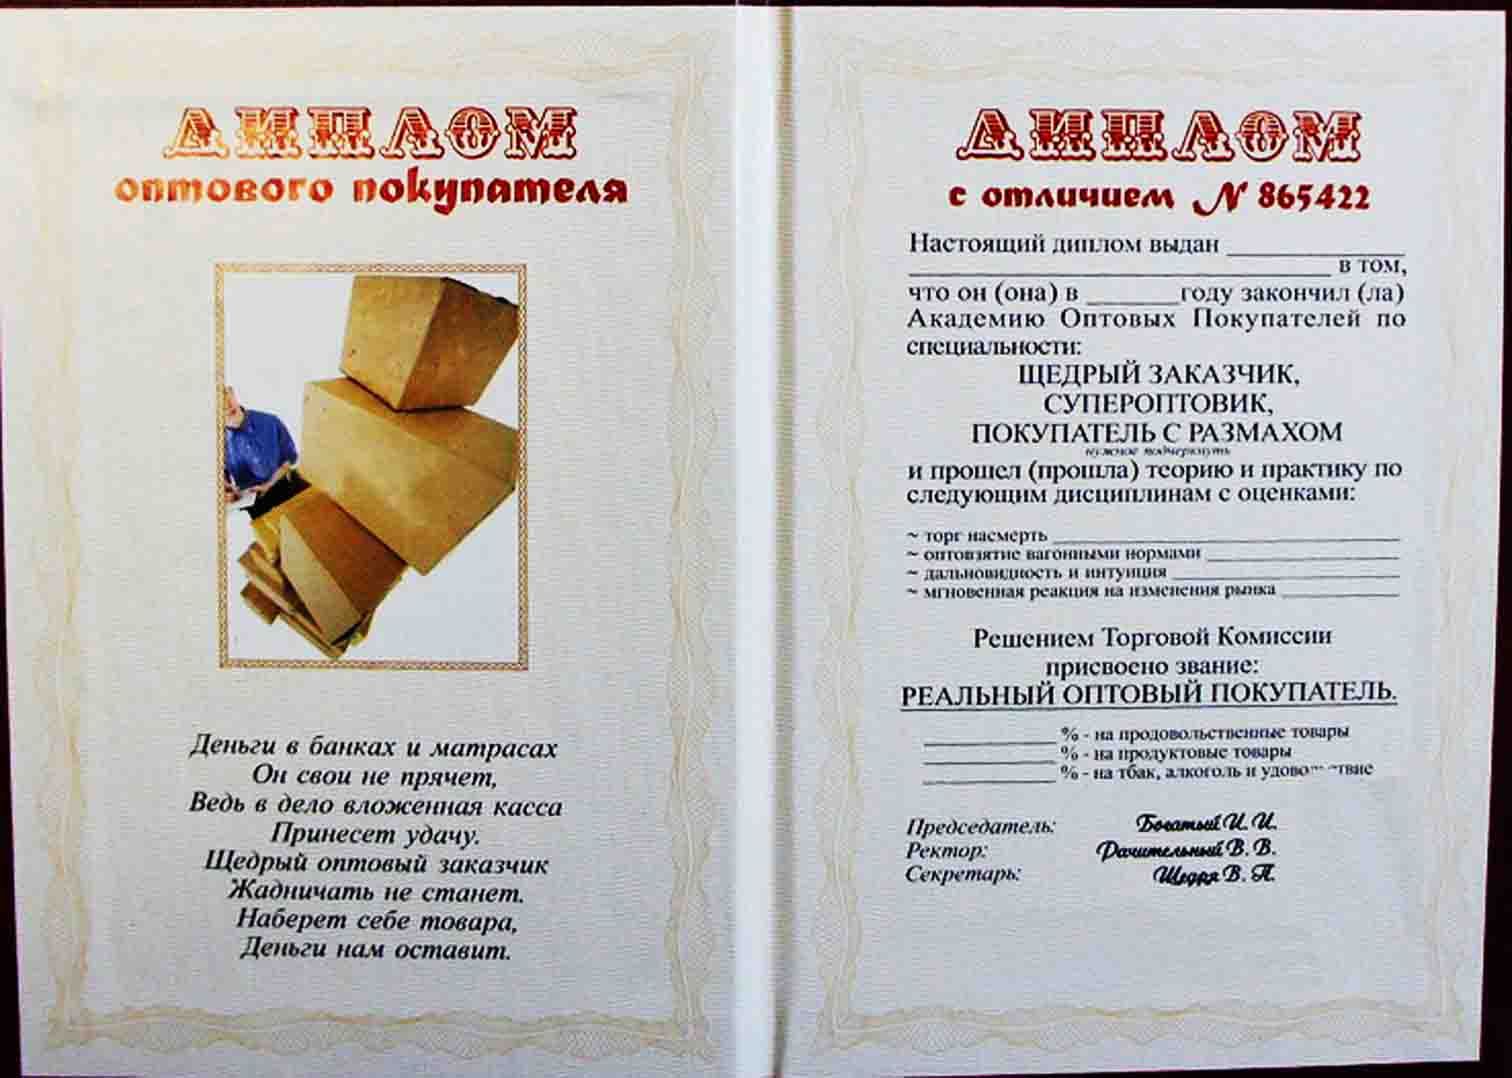 ДИПЛОМ
оптового покупателя
Деньги в банках и матрасах
Он свои не прячет,
Ведь в дело вложенная касса
Принесет удачу.
Щедрый оптовый заказчик
Жадничать не станет.
Наберет себе товара,
Деньги нам оставит.
ДИПЛОМ
с отличием N 865422
Настоящий диплом выдан
в том,
что он (она) в году закончил (ла)
Академию Оптовых Покупателей по
специальности:
ЩЕДРЫЙ ЗАКАЗЧИК,
СУПЕРОПТОВИК,
ПОКУПАТЕЛЬ С РАЗМАХОМ
нужное подчеркнуть
и прошел (прошла) теорию и практику по
следующим дисциплинам с оценками:
~ торг насмерть
~ оптовзятие вагонными нормами
~ дальновидность и интуиция
~ мгновенная реакция на изменения рынка
Решением Торговой Комиссии
присвоено звание:
РЕАЛЬНЫЙ ОПТОВЫЙ ПОКУПАТЕЛЬ.
% - на продовольственные товары
% - на продуктовые товары
% - на тбак, алкоголь и
Председатель: Богатый И. И.
Ректор: Рачительный В. В.
Секретарь: Щедря В. П.